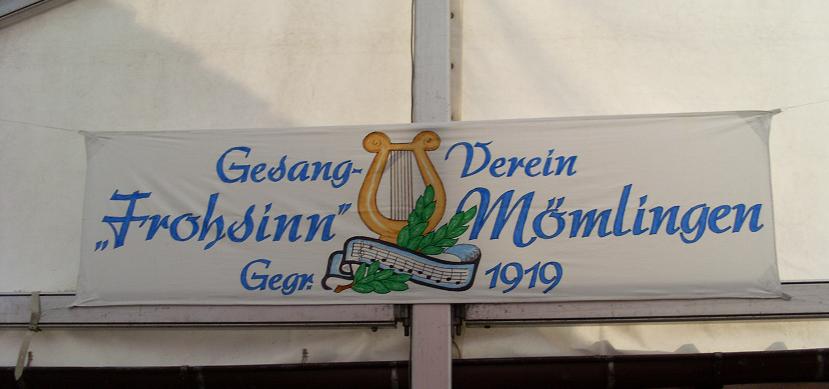 Gesang- Verein
„Frohsinn" Mömlingen
Gegr. 1919